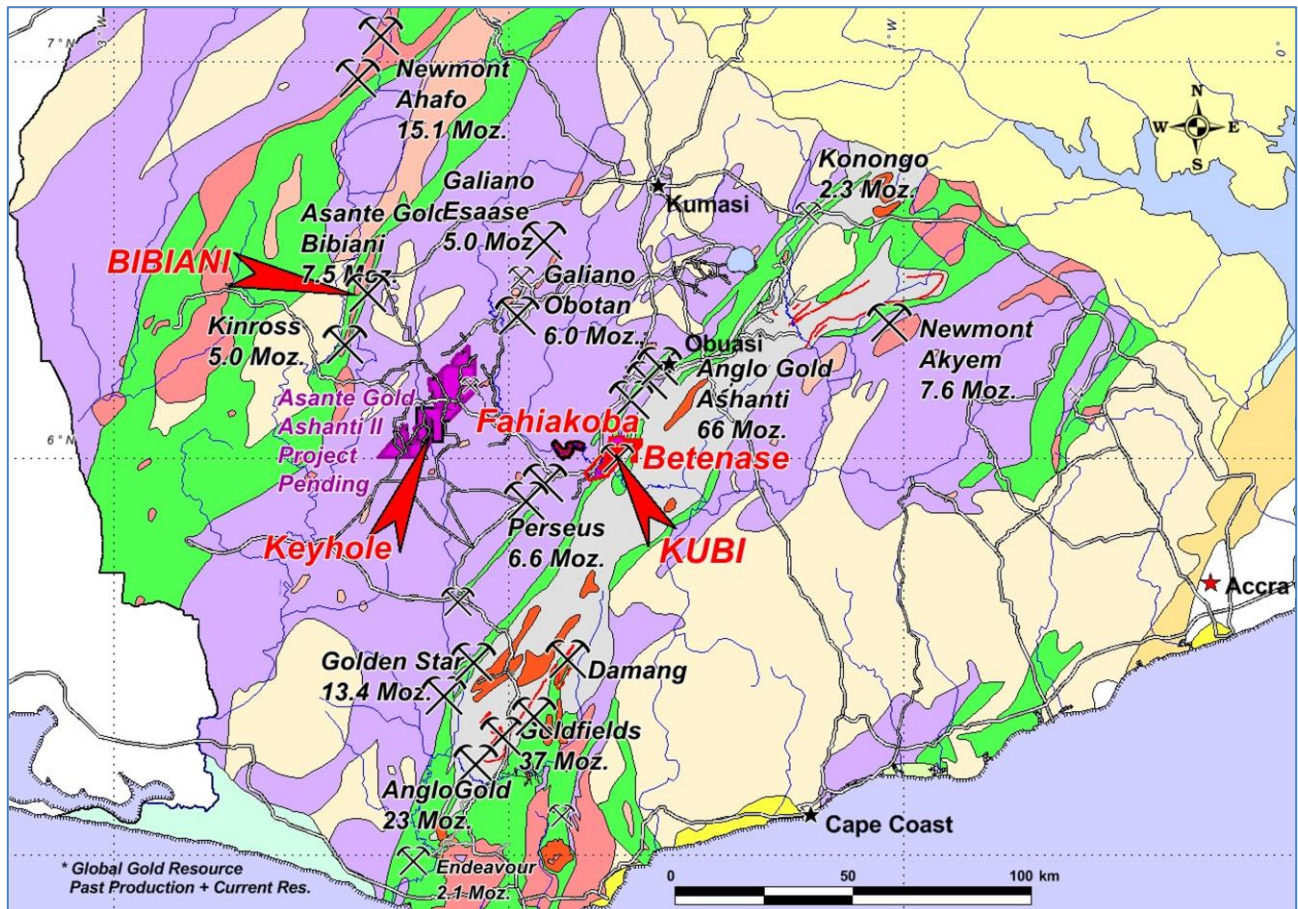 7° N
3° W
° W
1° W
0°
N
W E
S
Newmont
Ahafo
15.1 Moz.
Konongo
2.3 Moz.
Galiano
Esaase
5.0 Moz
Kumasi
Asante Gold
Bibiani
7.5 Moz.
BIBIANI
Galiano
Obotan
6.0 Moz.
Kinross
5.0 Moz.
Newmont
Akyem
7.6 Moz.
Obuasi
Anglo Gold
Ashanti
66 Moz.
Asante Gold
Ashanti II
Project
Pending
Fahiakoba
6° N
Betenase
Perseus
6.6 Moz.
Keyhole
KUBI
Accra
Golden Star
13.4 Moz.
Damang
Goldfields
37 Moz.
AngloGold
23 Moz.
Cape Coast
Endeavour
2.1 Moz.
* Global Gold Resource
Past Production + Current Res.
0 50 100 km